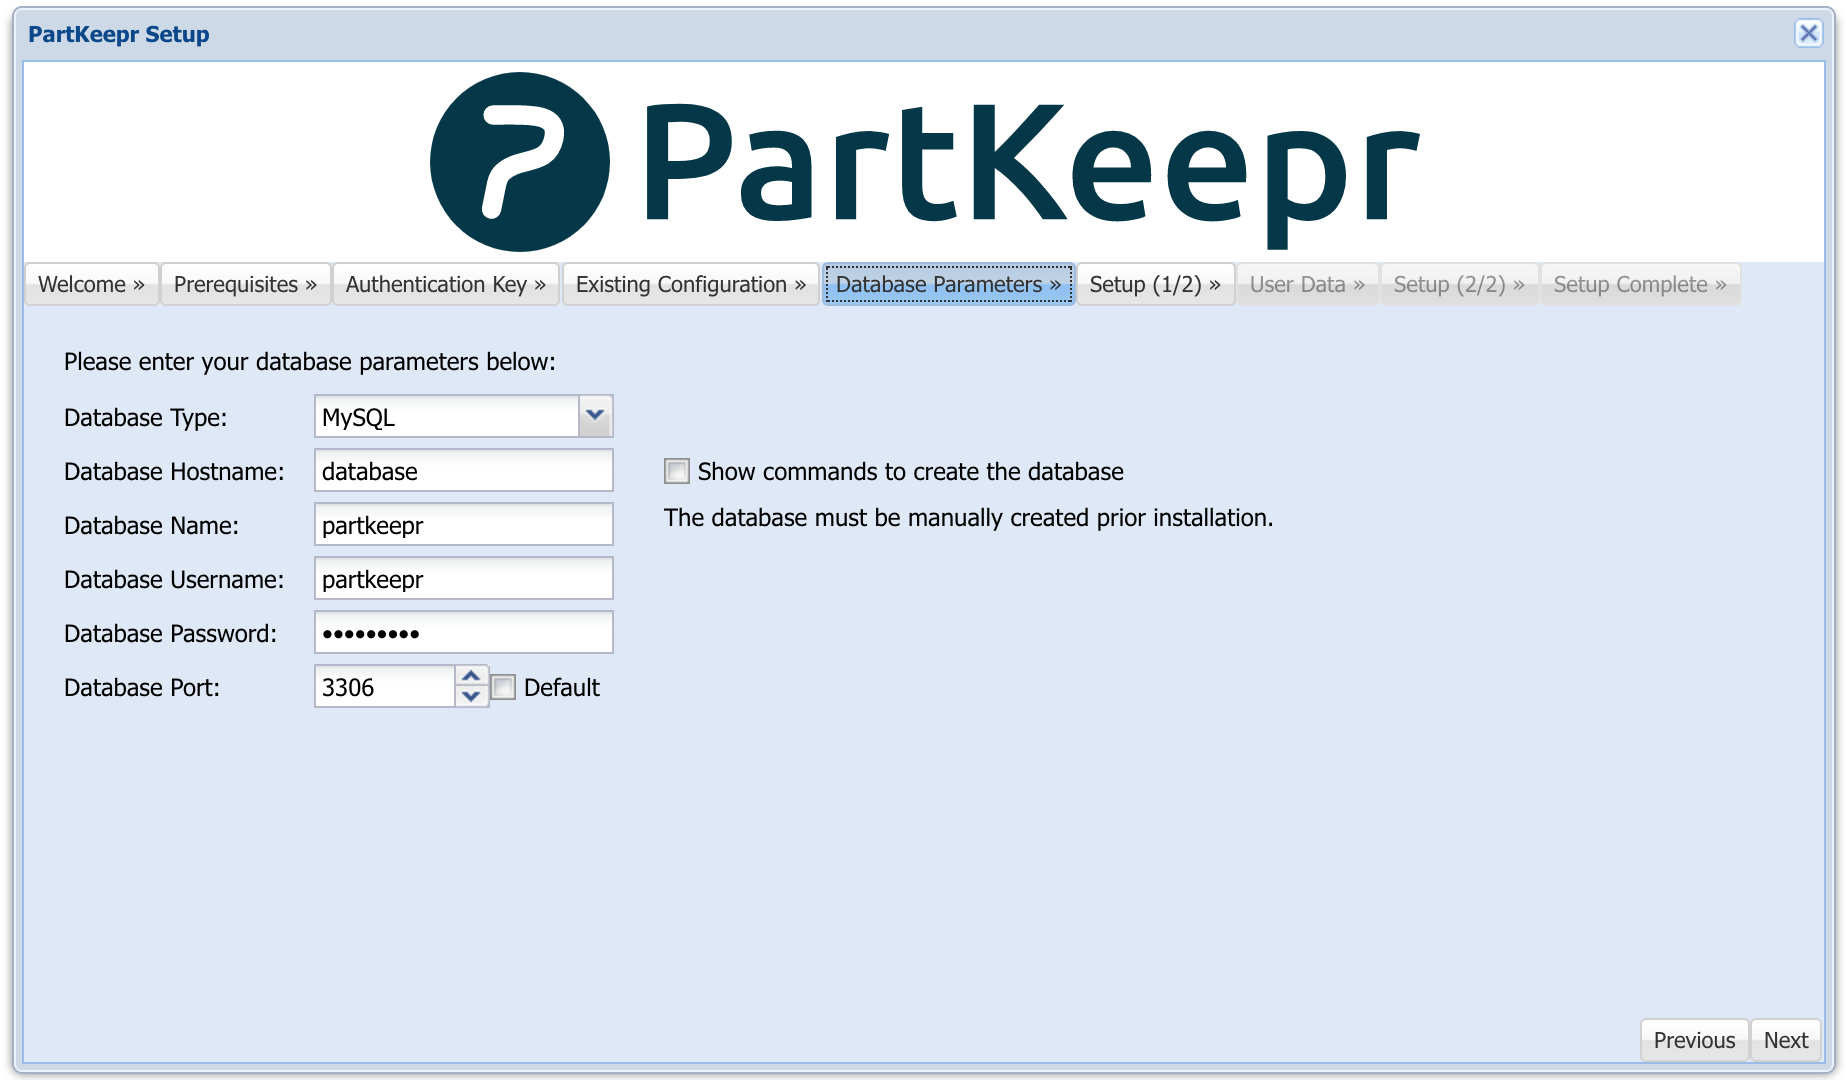 PartKeepr Setup
PartKeepr
Welcome » Prerequisites » Authentication Key » Existing Configuration » Database Parameters » Setup (1/2) » User Data » Setup (2/2) » Setup Complete »
Please enter your database parameters below:
Database Type: MySQL
Database Hostname: database Show commands to create the database
The database must be manually created prior installation.
Database Name: partkeepr
Database Username: partkeepr
Database Password: •••••••••
Database Port: 3306 Default
Previous Next